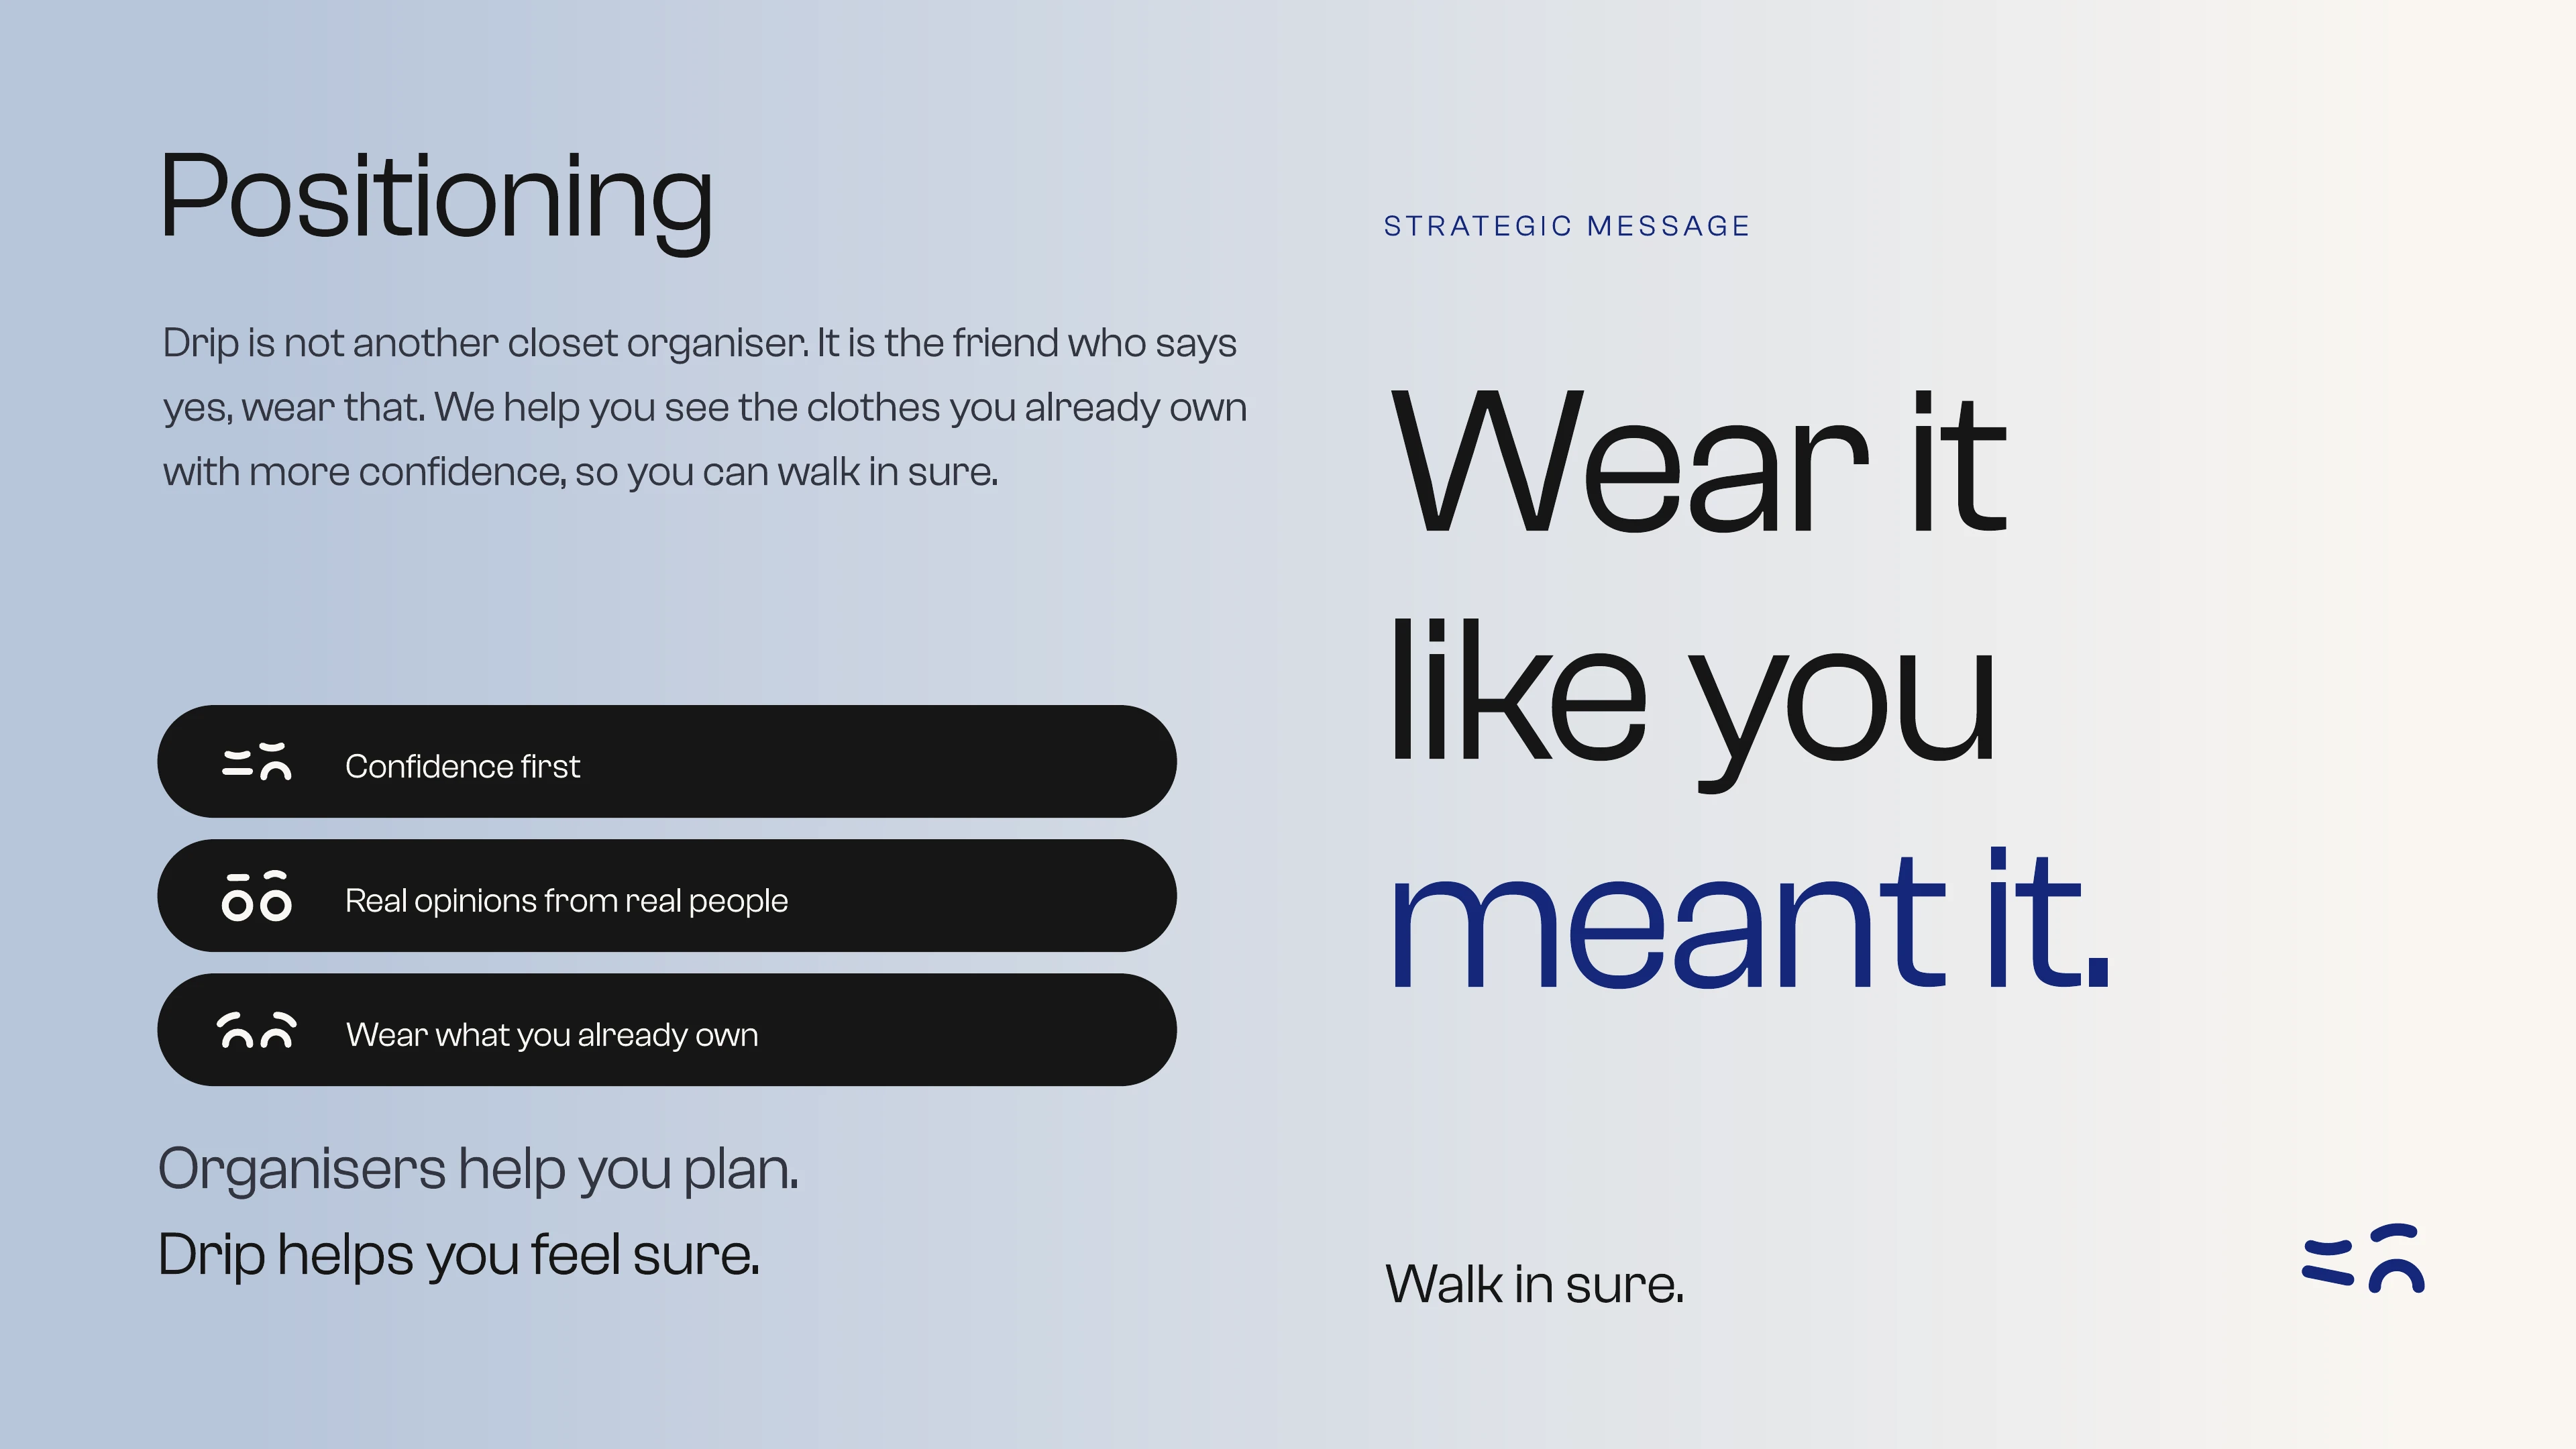 Positioning
Drip is not another closet organiser. It is the friend who says
yes, wear that. We help you see the clothes you already own
with more confidence, so you can walk in sure.
Confidence first
Real opinions from real people
Wear what you already own
Organisers help you plan.
Drip helps you feel sure.
STRATEGIC MESSAGE
Wear it
like you
meant it.
Walk in sure.